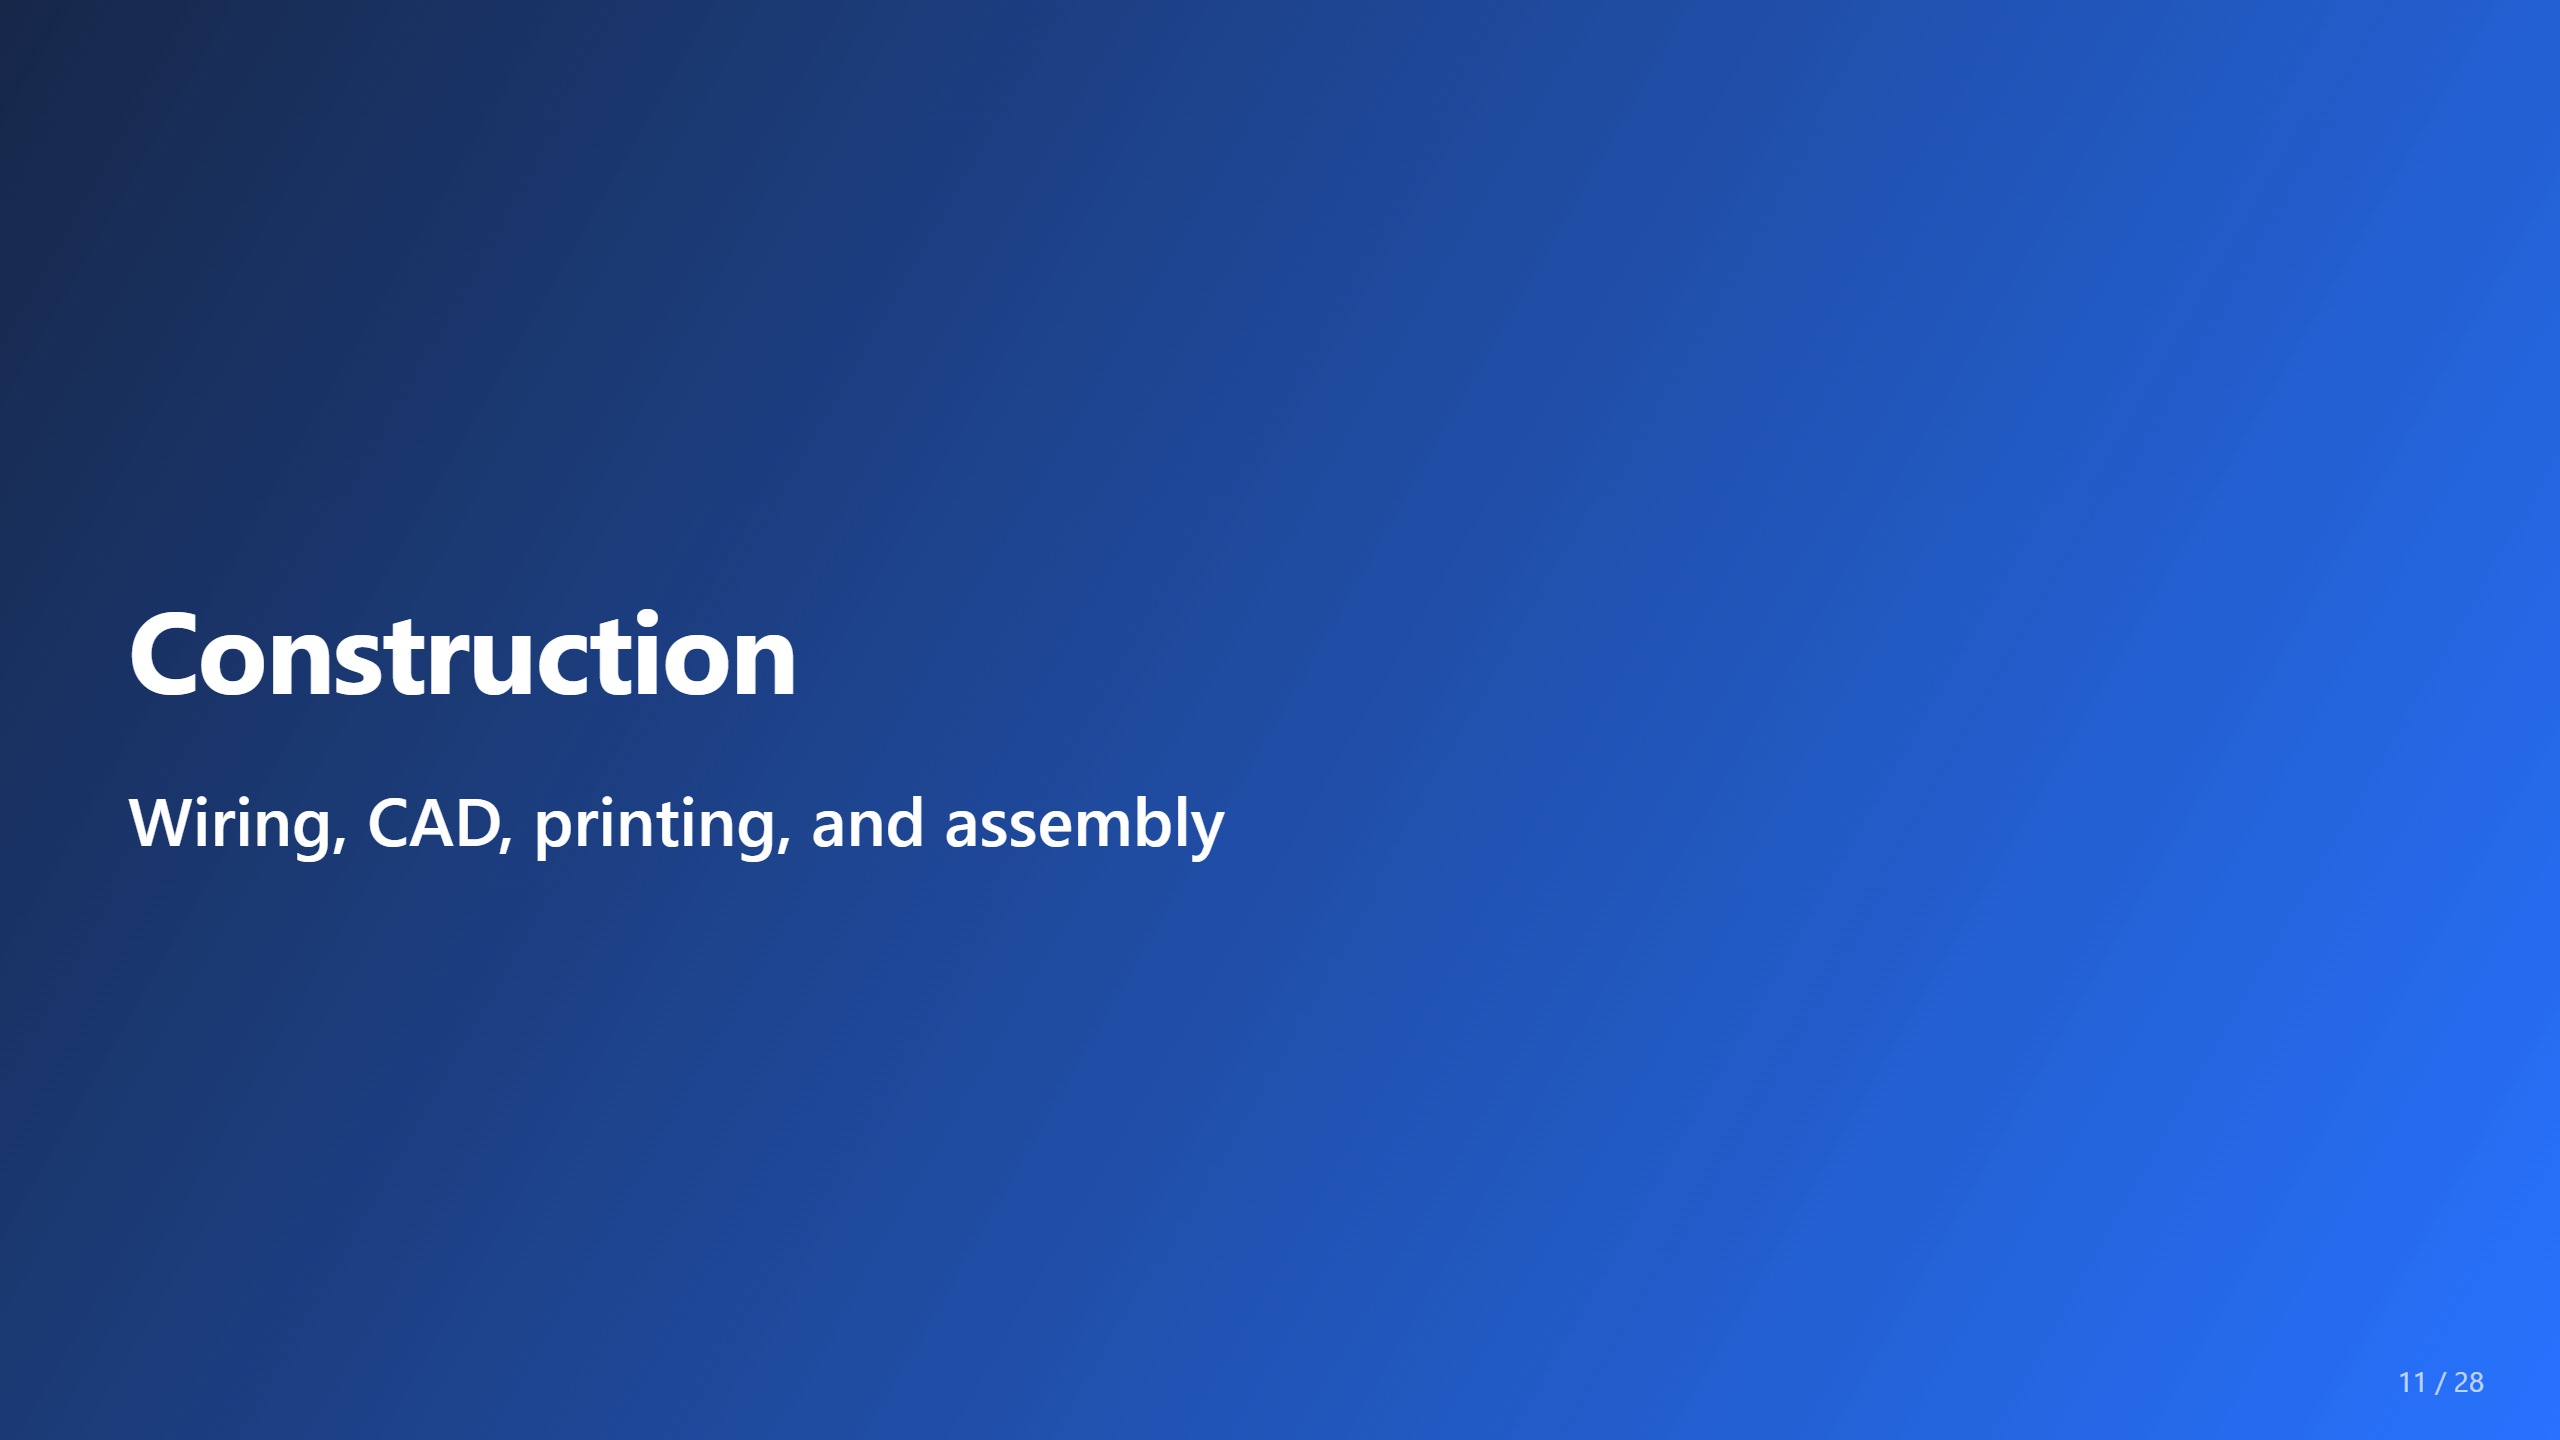 Construction
Wiring, CAD, printing, and assembly
11 / 28